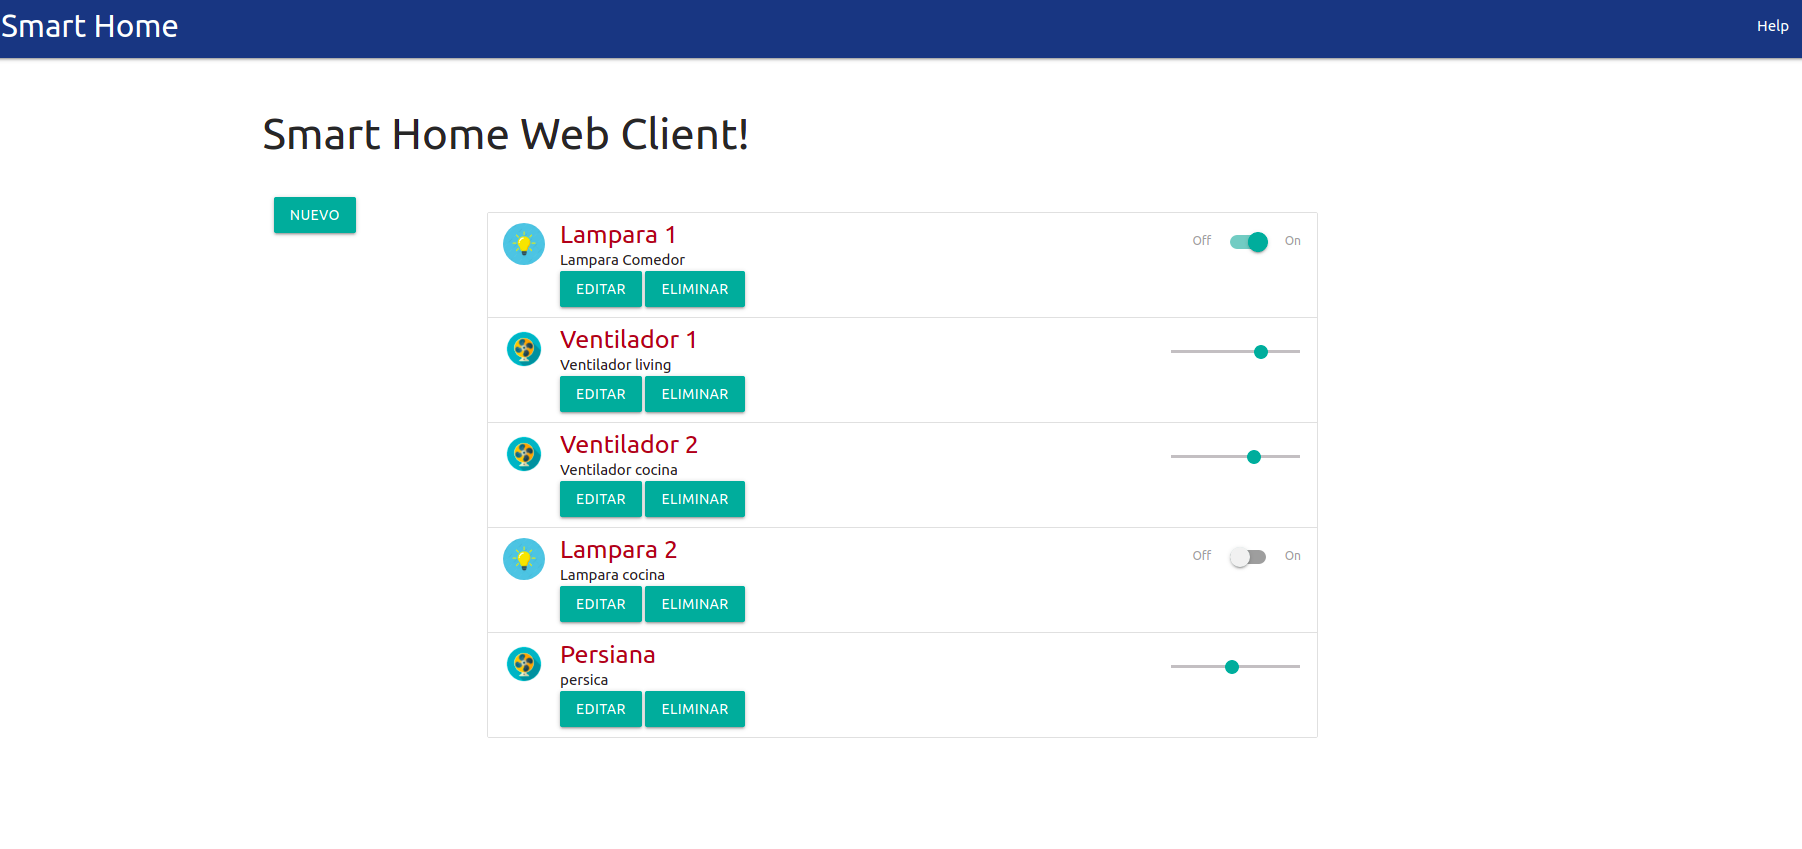 Smart Home
Help
Smart Home Web Client!
NUEVO
Lampara 1
Off On
Lampara Comedor
EDITAR ELIMINAR
Ventilador 1
Ventilador living
EDITAR ELIMINAR
Ventilador 2
Ventilador cocina
EDITAR ELIMINAR
Lampara 2
Off On
Lampara cocina
EDITAR ELIMINAR
Persiana
persica
EDITAR ELIMINAR